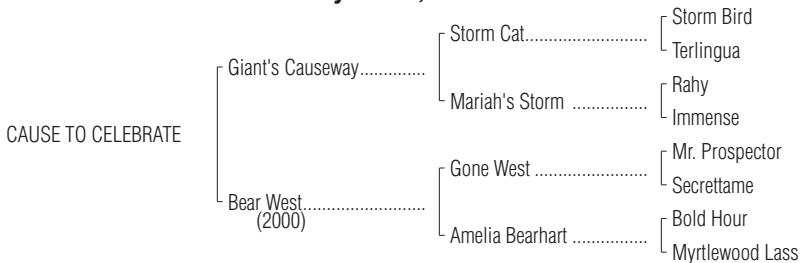 Storm Bird
Storm Cat..............................
Terlingua
Giant's Causeway..............
Rahy
Mariah's Storm ................
Immense
CAUSE TO CELEBRATE
Mr. Prospector
Gone West ........................
Secrettame
Bear West..........................
(2000)
Bold Hour
Amelia Bearhart ................
Myrtlewood Lass